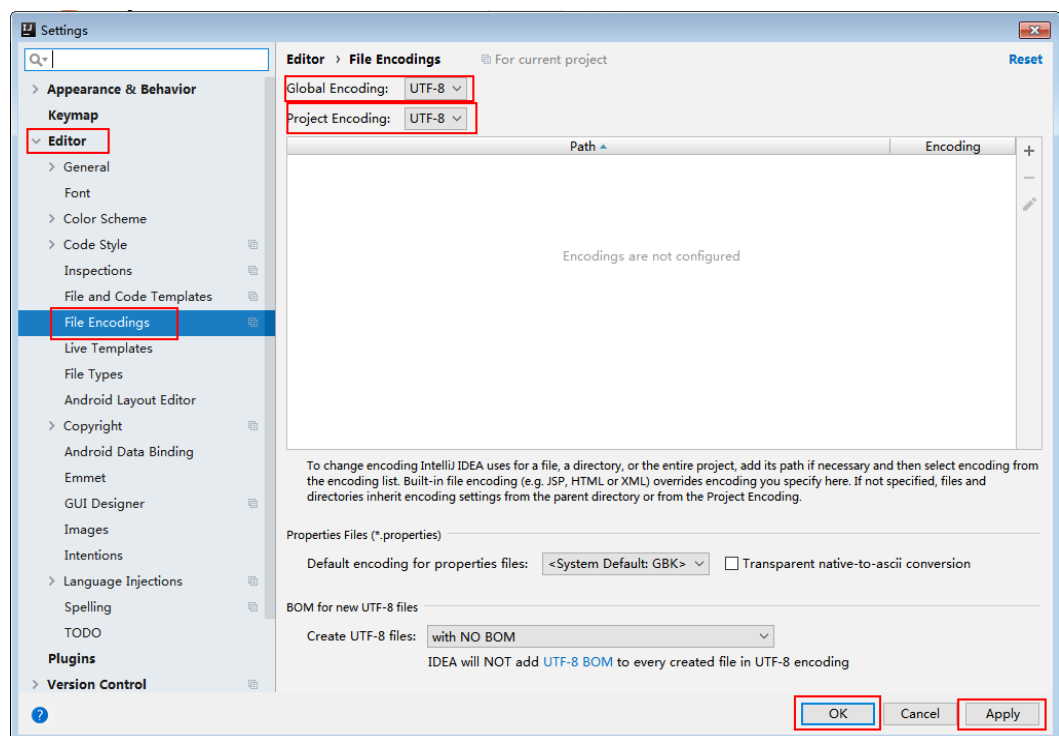 Settings
Appearance & Behavior
Keymap
Editor
General
Font
Color Scheme
Code Style
Inspections
File and Code Templates
File Encodings
Live Templates
File Types
Android Layout Editor
Copyright
Android Data Binding
Emmet
GUI Designer
Images
Intentions
Language Injections
Spelling
TODO
Plugins
Version Control
Editor › File Encodings For current project Reset
Global Encoding: UTF-8
Project Encoding: UTF-8
Path Encoding
Encodings are not configured
To change encoding IntelliJ IDEA uses for a file, a directory, or the entire project, add its path if necessary and then select encoding from
the encoding list. Built-in file encoding (e.g. JSP, HTML or XML) overrides encoding you specify here. If not specified, files and
directories inherit encoding settings from the parent directory or from the Project Encoding.
Properties Files (*.properties)
Default encoding for properties files: <System Default: GBK> Transparent native-to-ascii conversion
BOM for new UTF-8 files
Create UTF-8 files: with NO BOM
IDEA will NOT add UTF-8 BOM to every created file in UTF-8 encoding
? OK Cancel Apply